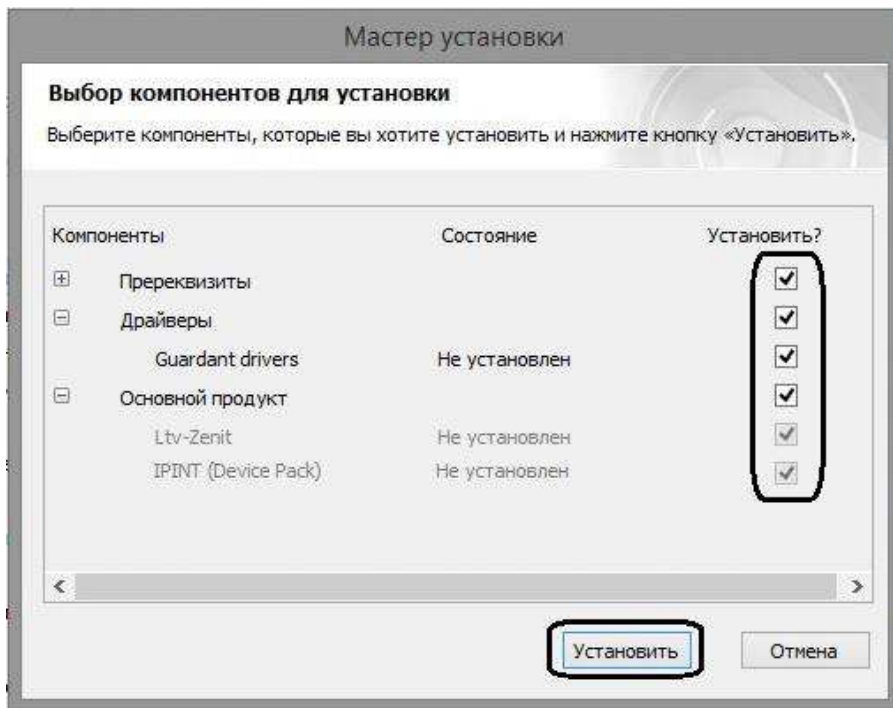 Мастер установки
Выбор компонентов для установки
Выберите компоненты, которые вы хотите установить и нажмите кнопку «Установить».
Компоненты Состояние Установить?
Пререквизиты
Драйверы
Guardant drivers Не установлен
Основной продукт
Ltv-Zenit Не установлен
IPINT (Device Pack) Не установлен
Установить Отмена